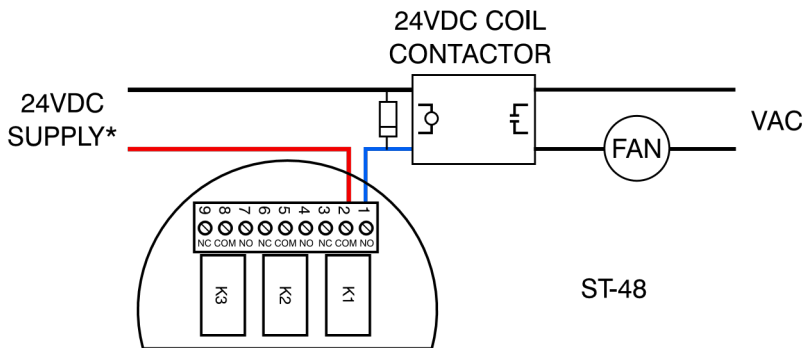 24VDC COIL
CONTACTOR
24VDC
SUPPLY*
VAC
FAN
9 8 7 6 5 4 3 2 1
NC COM NO NC COM NO NC COM NO
K3 K2 K1
ST-48